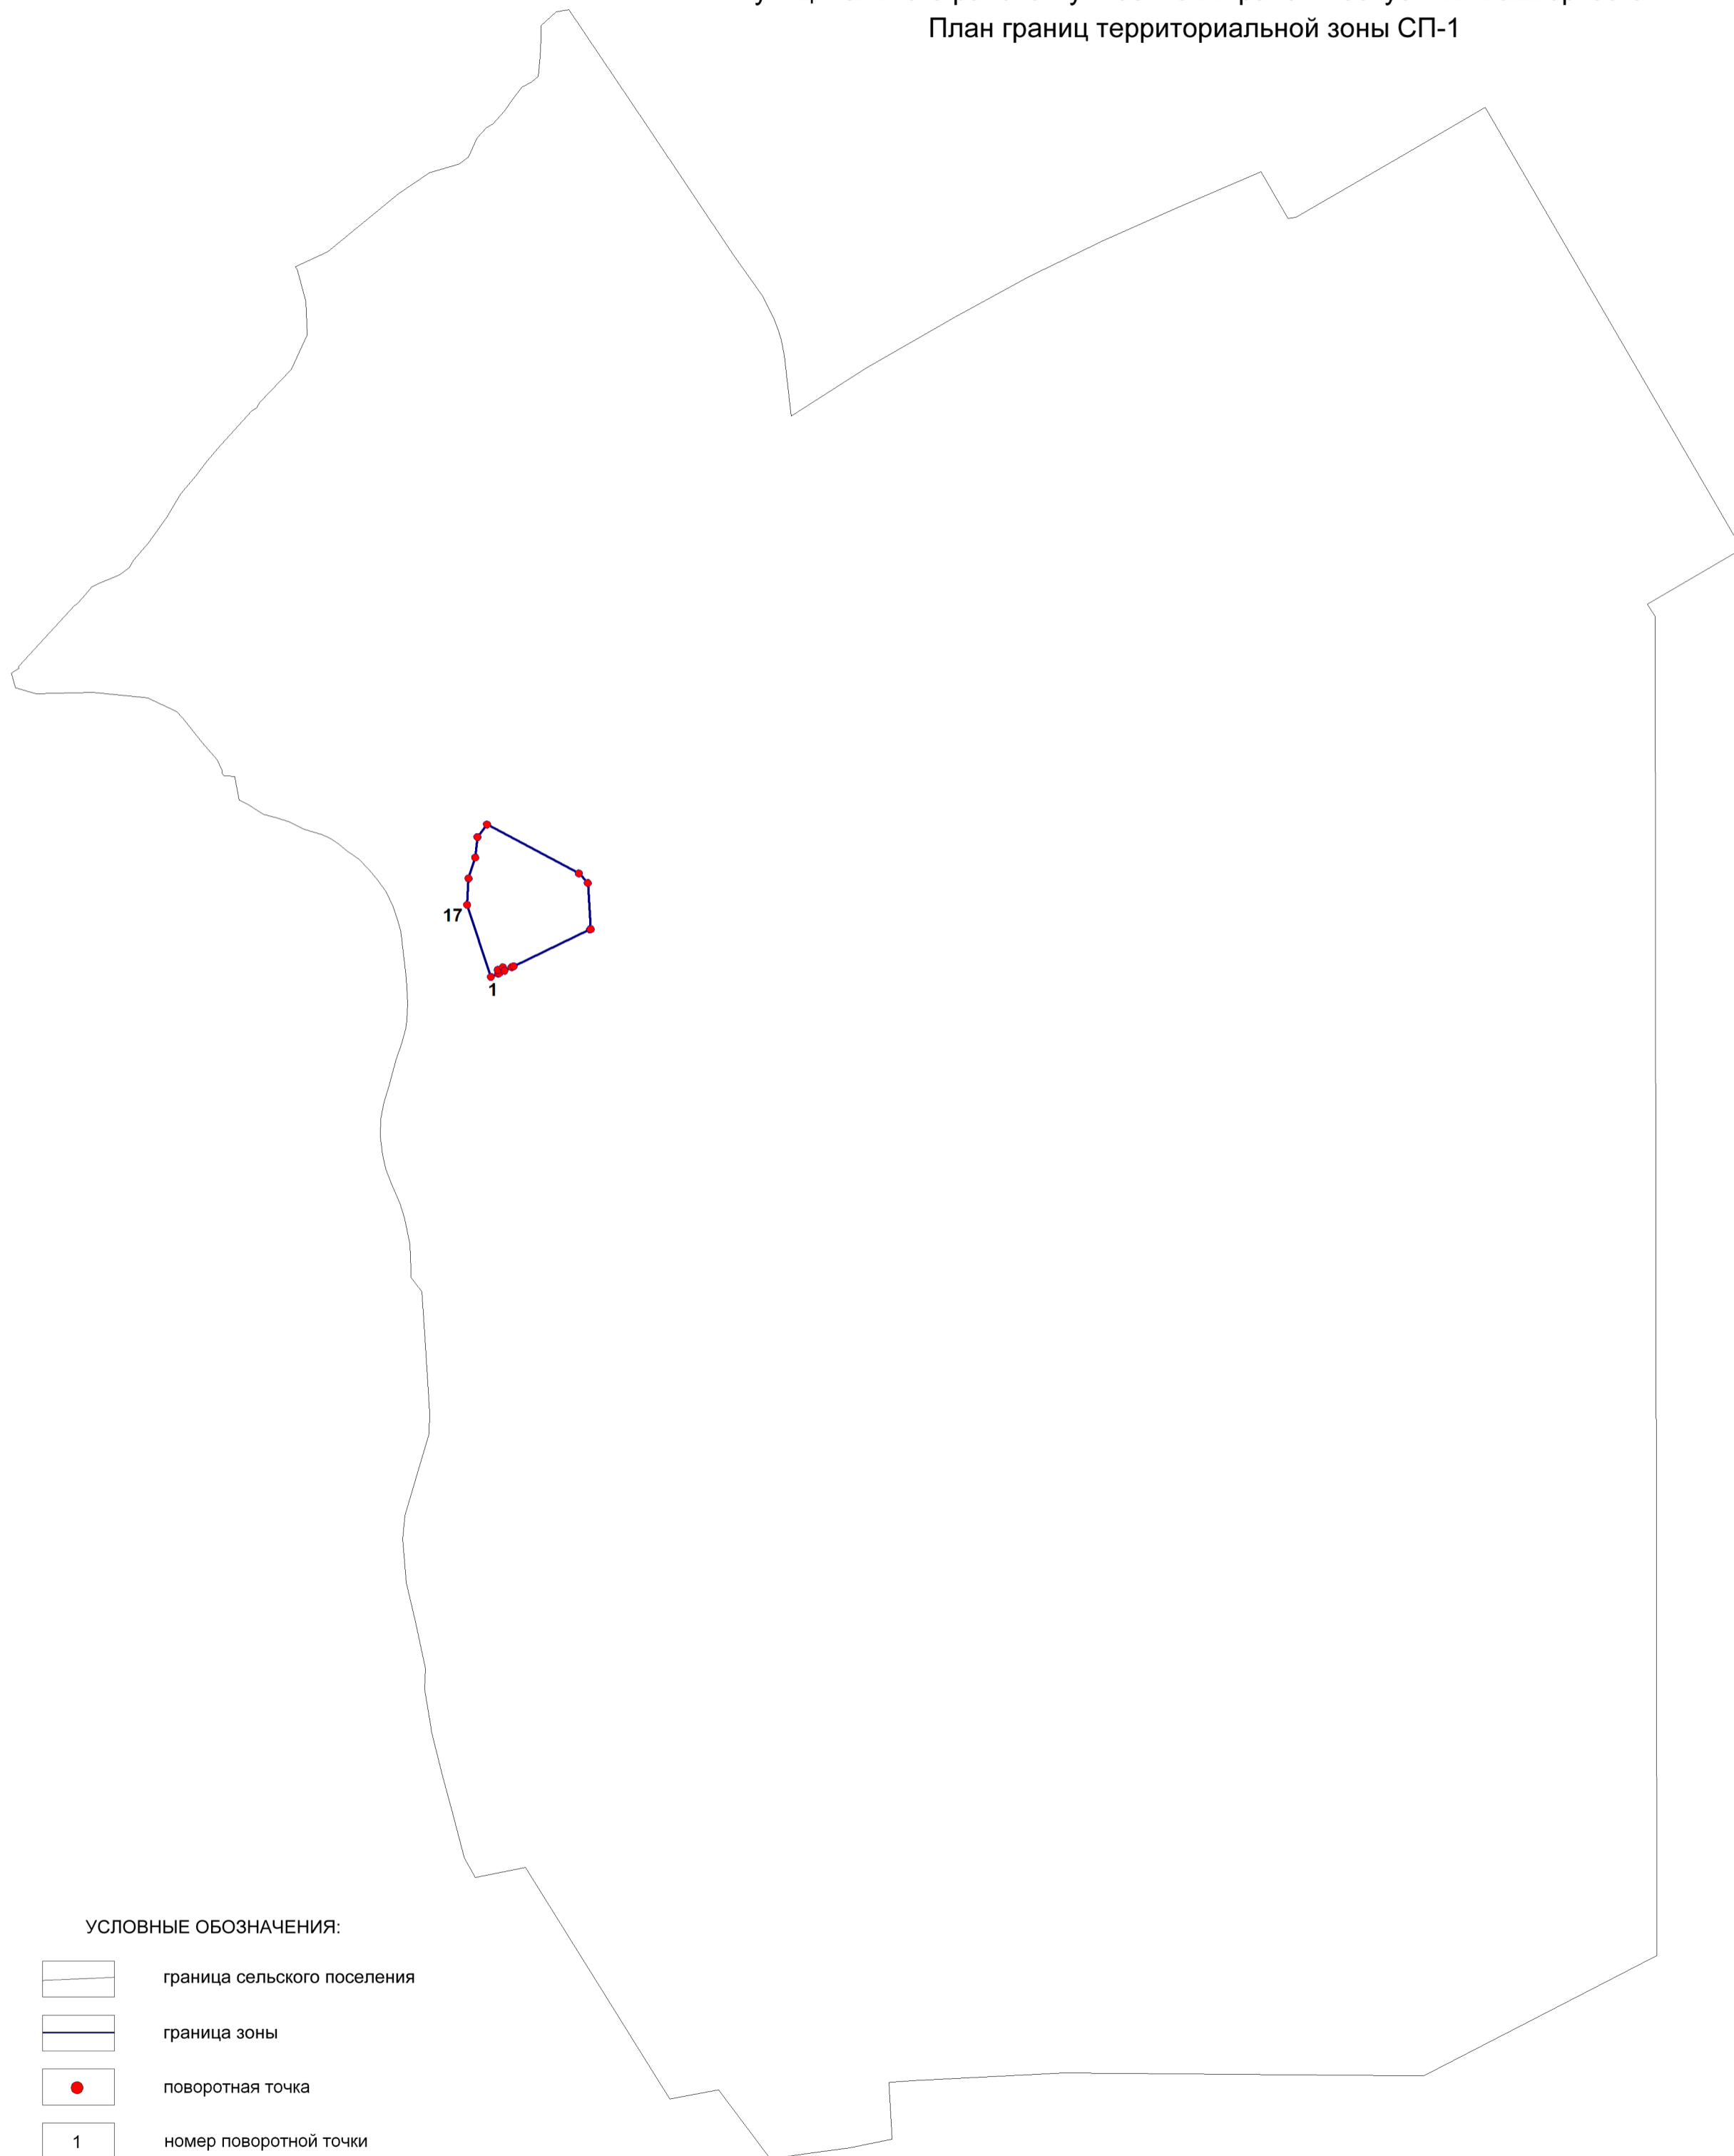 План границ территориальной зоны СП-1
17
1
УСЛОВНЫЕ ОБОЗНАЧЕНИЯ:
граница сельского поселения
граница зоны
поворотная точка
1 номер поворотной точки